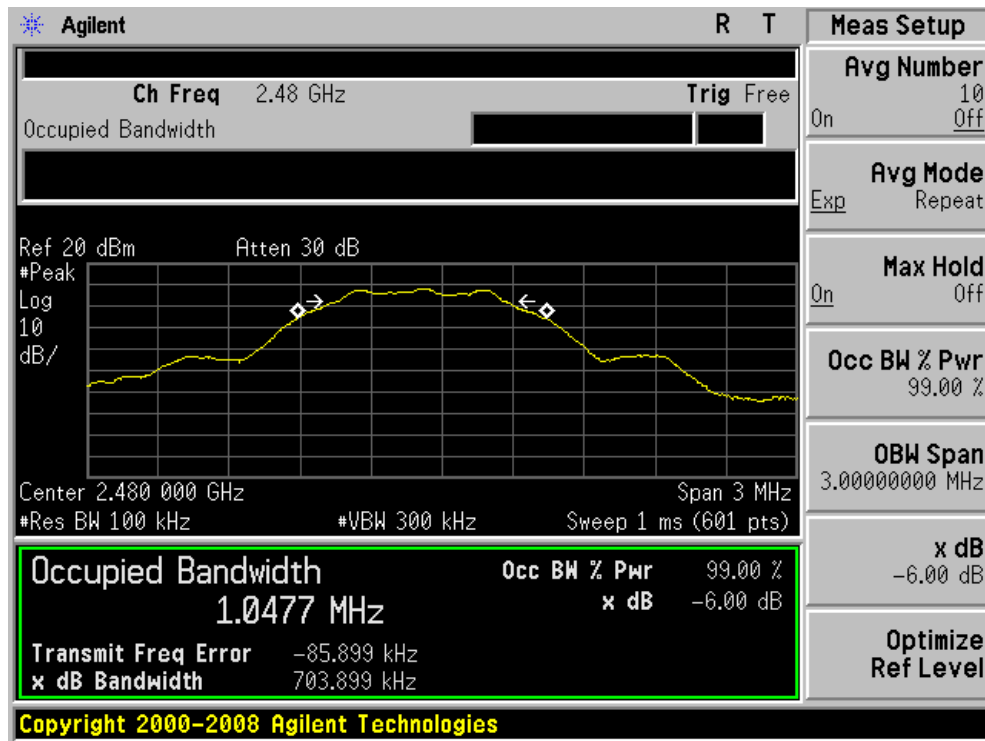 Agilent R T
Ch Freq 2.48 GHz Trig Free
Occupied Bandwidth
Ref 20 dBm Atten 30 dB
#Peak
Log
10
dB/
Center 2.480 000 GHz Span 3 MHz
#Res BW 100 kHz #VBW 300 kHz Sweep 1 ms (601 pts)
Occupied Bandwidth
1.0477 MHz
Occ BW % Pwr 99.00 %
x dB -6.00 dB
Transmit Freq Error -85.899 kHz
x dB Bandwidth 703.899 kHz
Copyright 2000-2008 Agilent Technologies
Meas Setup
Avg Number
10
On Off
Avg Mode
Exp Repeat
Max Hold
On Off
Occ BW % Pwr
99.00 %
OBW Span
3.00000000 MHz
x dB
-6.00 dB
Optimize
Ref Level